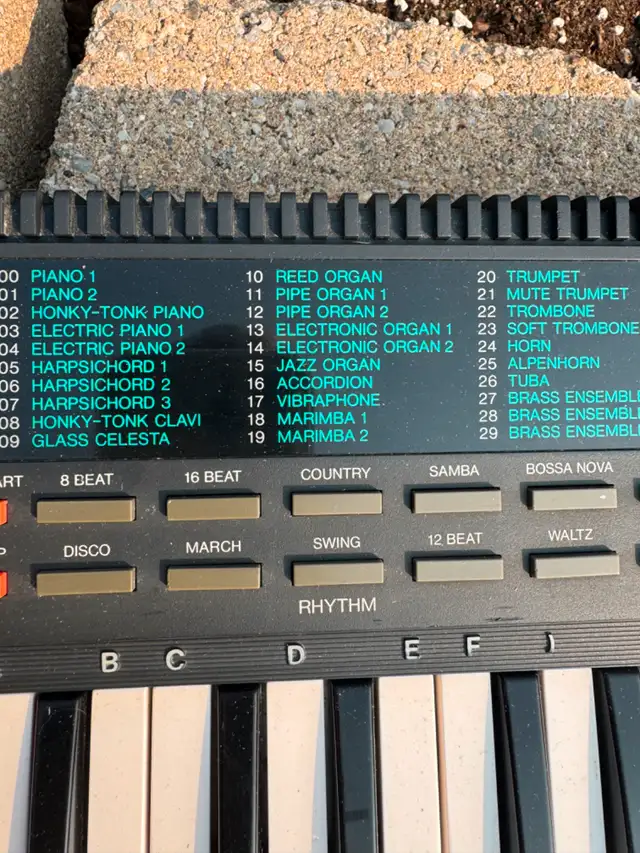 00 PIANO 1
01 PIANO 2
02 HONKY-TONK PIANO
03 ELECTRIC PIANO 1
04 ELECTRIC PIANO 2
05 HARPSICHORD 1
06 HARPSICHORD 2
07 HARPSICHORD 3
08 HONKY-TONK CLAVI
09 GLASS CELESTA
10 REED ORGAN
11 PIPE ORGAN 1
12 PIPE ORGAN 2
13 ELECTRONIC ORGAN 1
14 ELECTRONIC ORGAN 2
15 JAZZ ORGAN
16 ACCORDION
17 VIBRAPHONE
18 MARIMBA 1
19 MARIMBA 2
20 TRUMPET
21 MUTE TRUMPET
22 TROMBONE
23 SOFT TROMBONE
24 HORN
25 ALPENHORN
26 TUBA
27 BRASS ENSEMBL
28 BRASS ENSEMBL
29 BRASS ENSEMBL
ART 8 BEAT 16 BEAT COUNTRY SAMBA BOSSA NOVA
P DISCO MARCH SWING 12 BEAT WALTZ
RHYTHM
B C D E F